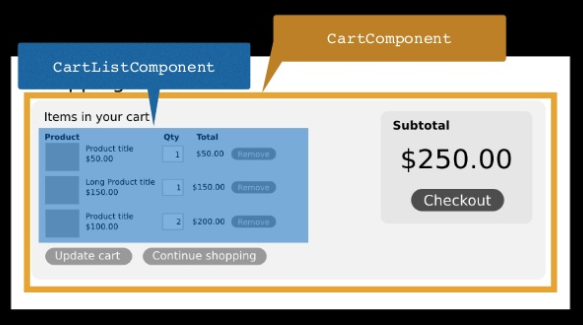 CartComponent
CartListComponent
Items in your cart
Product Qty Total
Product title
$50.00
1 $50.00 Remove
Long Product title
$150.00
1 $150.00 Remove
Product title
$100.00
2 $200.00 Remove
Update cart Continue shopping
Subtotal
$250.00
Checkout